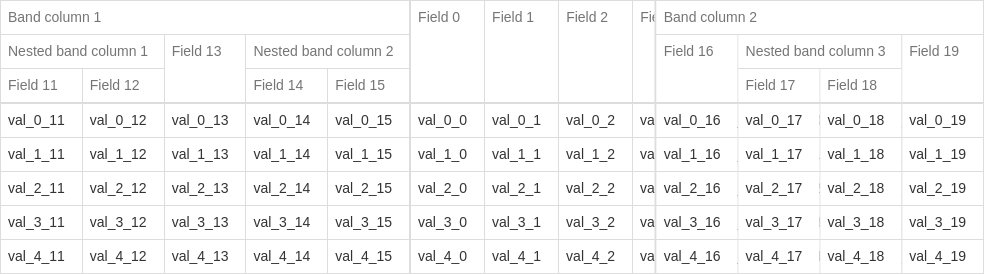 Band column 1 Field 0 Field 1 Field 2 Band column 2
Nested band column 1 Field 13 Nested band column 2 Field 16 Nested band column 3 Field 19
Field 11 Field 12 Field 14 Field 15 Field 17 Field 18
val_0_11 val_0_12 val_0_13 val_0_14 val_0_15 val_0_0 val_0_1 val_0_2 va val_0_16 val_0_17 val_0_18 val_0_19
val_1_11 val_1_12 val_1_13 val_1_14 val_1_15 val_1_0 val_1_1 val_1_2 va val_1_16 val_1_17 val_1_18 val_1_19
val_2_11 val_2_12 val_2_13 val_2_14 val_2_15 val_2_0 val_2_1 val_2_2 va val_2_16 val_2_17 val_2_18 val_2_19
val_3_11 val_3_12 val_3_13 val_3_14 val_3_15 val_3_0 val_3_1 val_3_2 va val_3_16 val_3_17 val_3_18 val_3_19
val_4_11 val_4_12 val_4_13 val_4_14 val_4_15 val_4_0 val_4_1 val_4_2 va val_4_16 val_4_17 val_4_18 val_4_19